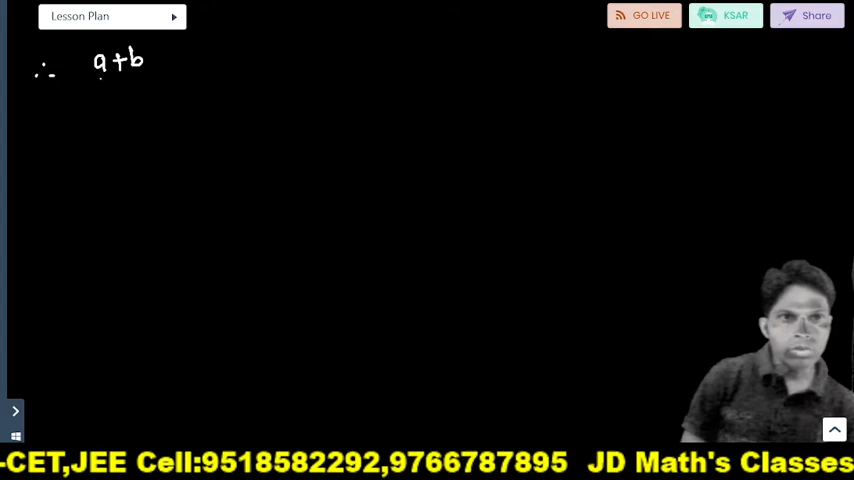 Lesson Plan
GO LIVE
KSAR
Share
∴ a+b
-CET,JEE Cell:9518582292,9766787895 JD Math's Classes